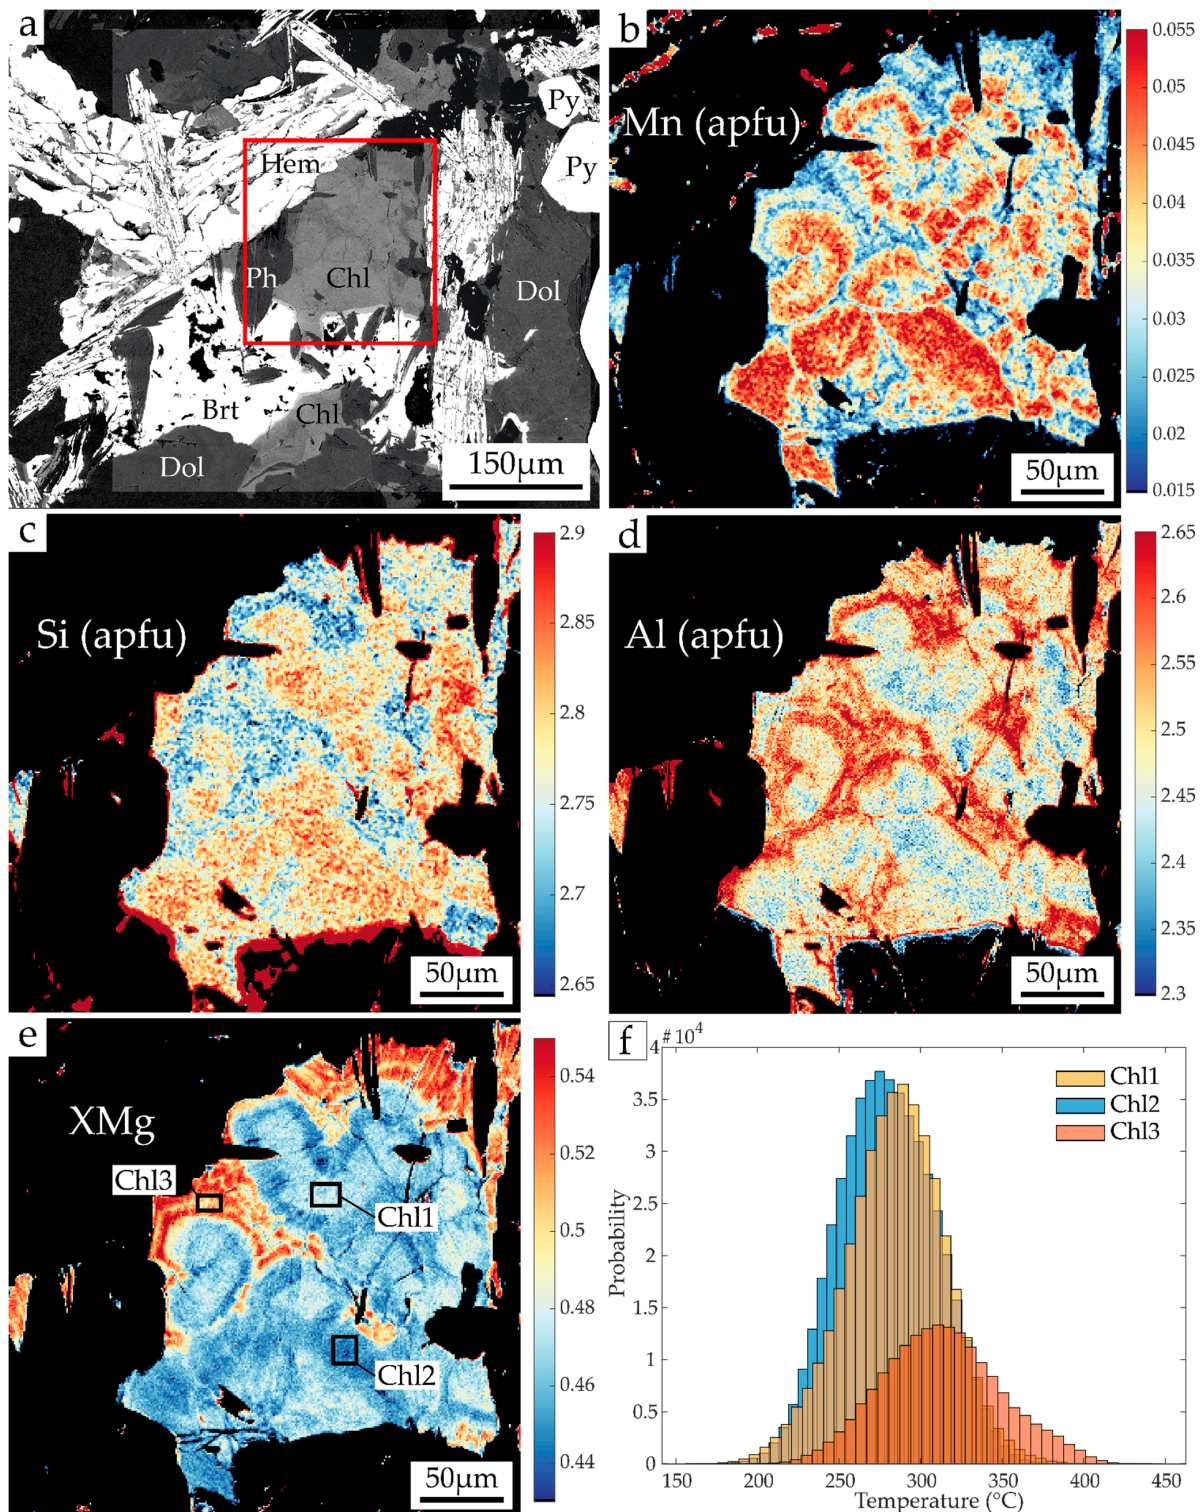 a
Py
Hem
Py
Ph
Chl
Dol
Brt
Chl
Dol
150µm
b
Mn (apfu)
50µm
0.055
0.05
0.045
0.04
0.035
0.03
0.025
0.02
0.015
c
Si (apfu)
50µm
2.9
2.85
2.8
2.75
2.7
2.65
d
Al (apfu)
50µm
2.65
2.6
2.55
2.5
2.45
2.4
2.35
2.3
e
XMg
Chl3
Chl1
Chl2
50µm
0.54
0.52
0.5
0.48
0.46
0.44
f
4 # 10⁴
3.5
3
2.5
2
1.5
1
0.5
0
Probability
Chl1
Chl2
Chl3
150 200 250 300 350 400 450
Temperature (°C)